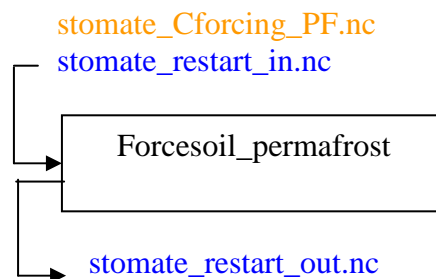 stomate_Cforcing_PF.nc
stomate_restart_in.nc
Forcesoil_permafrost
stomate_restart_out.nc